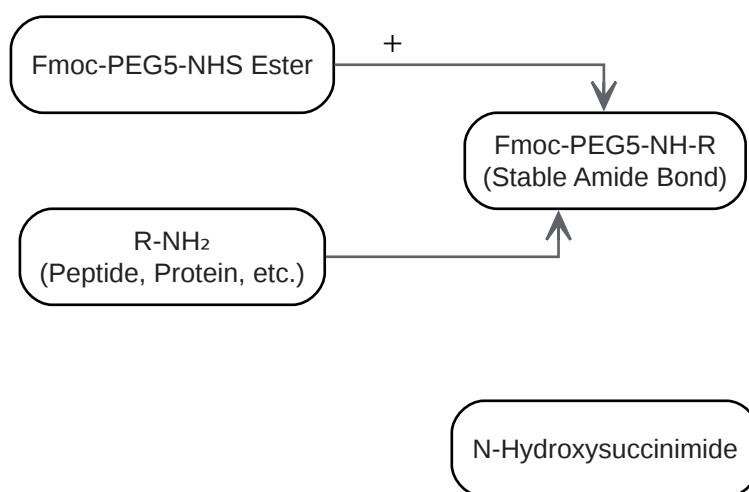 Fmoc-PEG5-NHS Ester
+
Fmoc-PEG5-NH-R
(Stable Amide Bond)
R-NH₂
(Peptide, Protein, etc.)
N-Hydroxysuccinimide